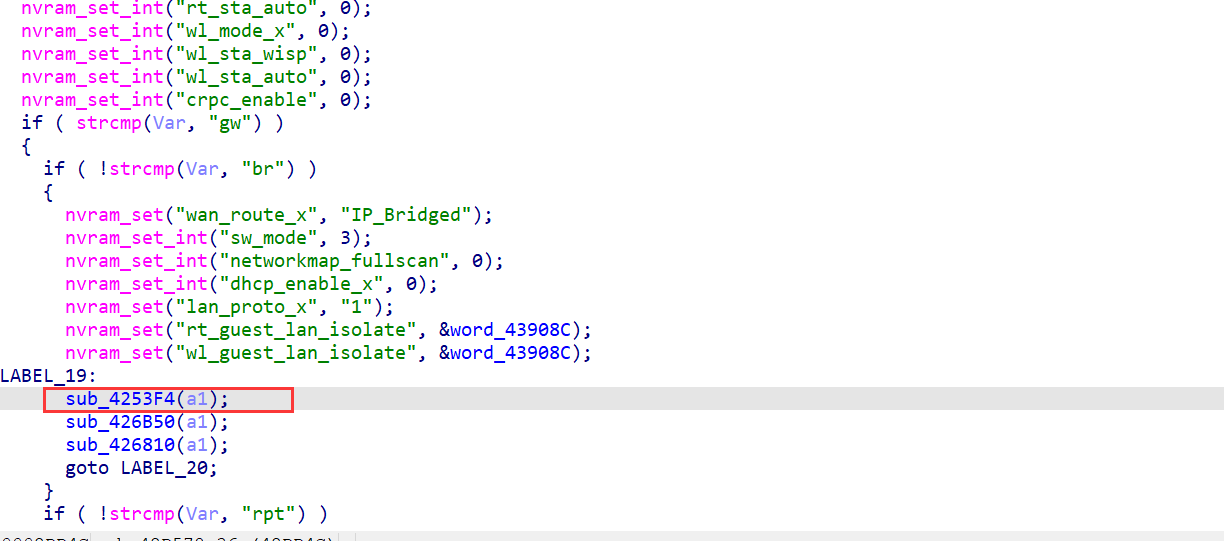 nvram_set_int("rt_sta_auto", 0);
nvram_set_int("wl_mode_x", 0);
nvram_set_int("wl_sta_wisp", 0);
nvram_set_int("wl_sta_auto", 0);
nvram_set_int("crpc_enable", 0);
if ( strcmp(Var, "gw") )
{
if ( !strcmp(Var, "br") )
{
nvram_set("wan_route_x", "IP_Bridged");
nvram_set_int("sw_mode", 3);
nvram_set_int("networkmap_fullscan", 0);
nvram_set_int("dhcp_enable_x", 0);
nvram_set("lan_proto_x", "1");
nvram_set("rt_guest_lan_isolate", &word_43908C);
nvram_set("wl_guest_lan_isolate", &word_43908C);
LABEL_19:
sub_4253F4(a1);
sub_426B50(a1);
sub_426810(a1);
goto LABEL_20;
}
if ( !strcmp(Var, "rpt") )